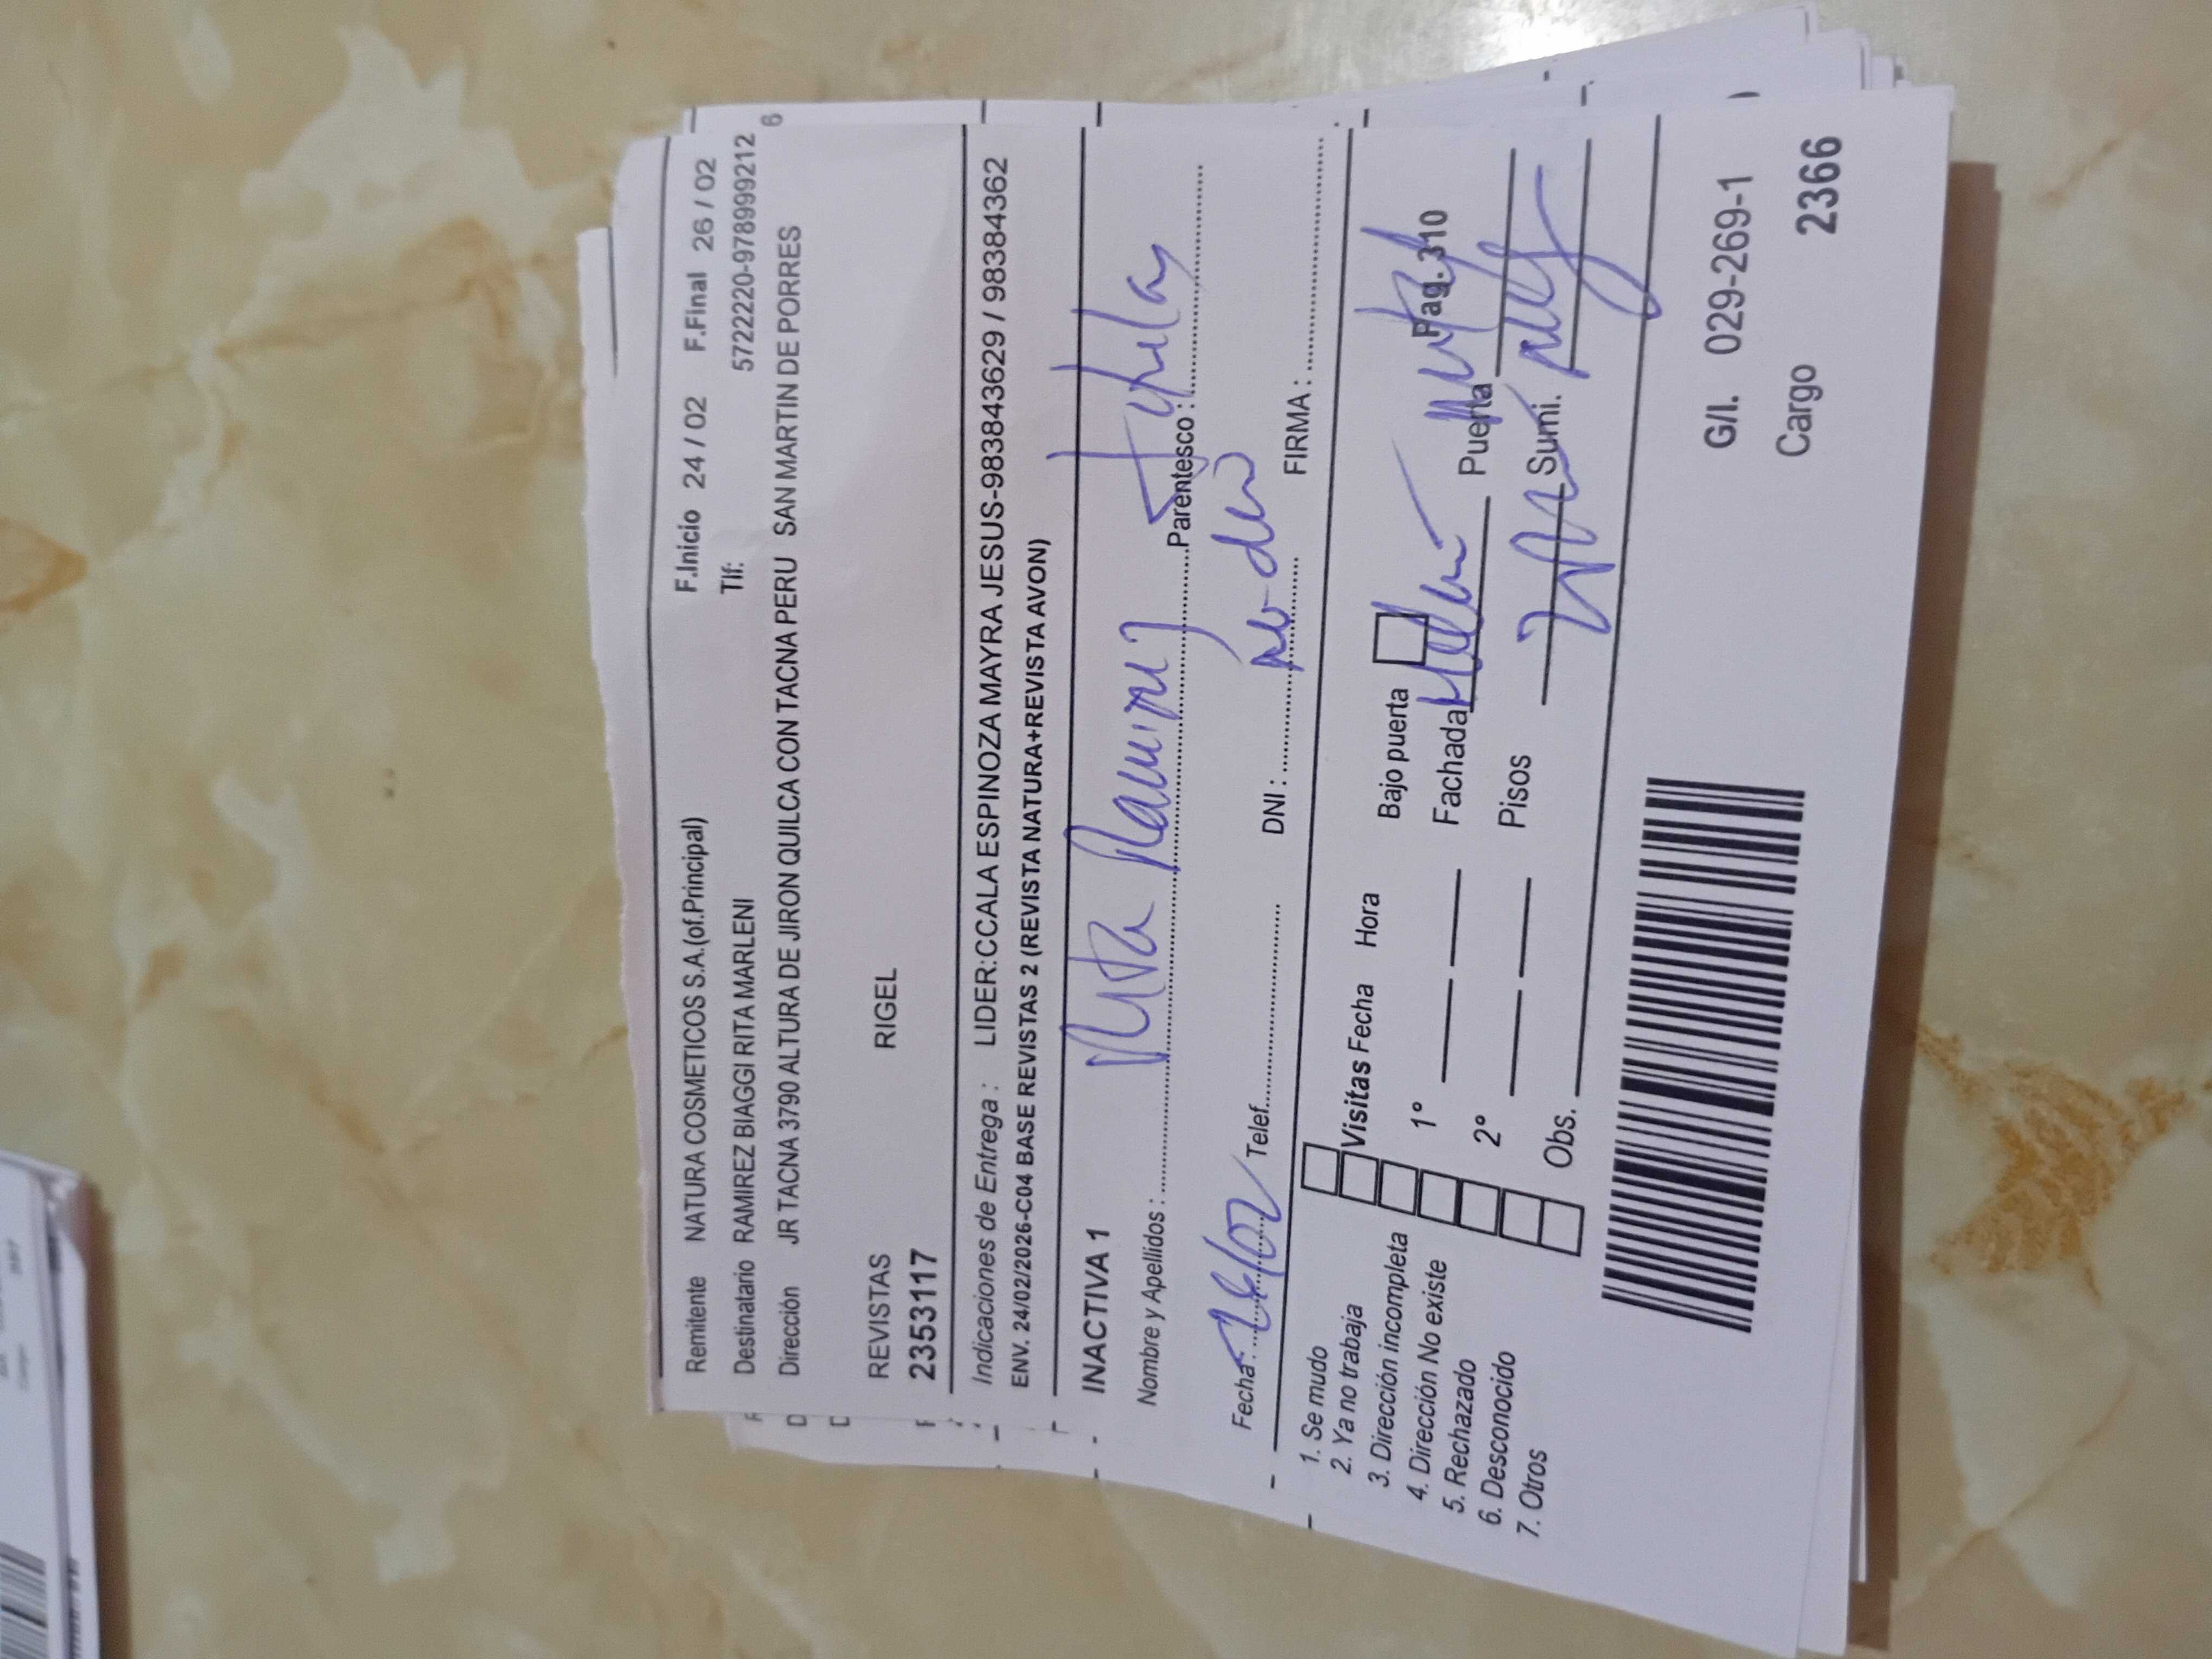 Remitente NATURA COSMETICOS S.A.(of.Principal) F.Inicio 24 / 02 F.Final 26 / 02
Destinatario RAMIREZ BIAGGI RITA MARLENI Tlf: 5722220-978999212
6
Dirección JR TACNA 3790 ALTURA DE JIRON QUILCA CON TACNA PERU SAN MARTIN DE PORRES
REVISTAS RIGEL
2353117
Indicaciones de Entrega : LIDER:CCALA ESPINOZA MAYRA JESUS-983843629 / 98384362
ENV. 24/02/2026-C04 BASE REVISTAS 2 (REVISTA NATURA+REVISTA AVON)
INACTIVA 1
Nombre y Apellidos : Rita Ramirez Parentesco : Titular
Fecha : 26/02 Telef. DNI : FIRMA :
1. Se mudo
2. Ya no trabaja
3. Dirección incompleta
4. Dirección No existe
5. Rechazado
6. Desconocido
7. Otros
Visitas Fecha Hora Bajo puerta
1° Fachada Puerta Pag. 310
2° Pisos Sumi.
Obs.
G/I. 029-269-1
Cargo 2366